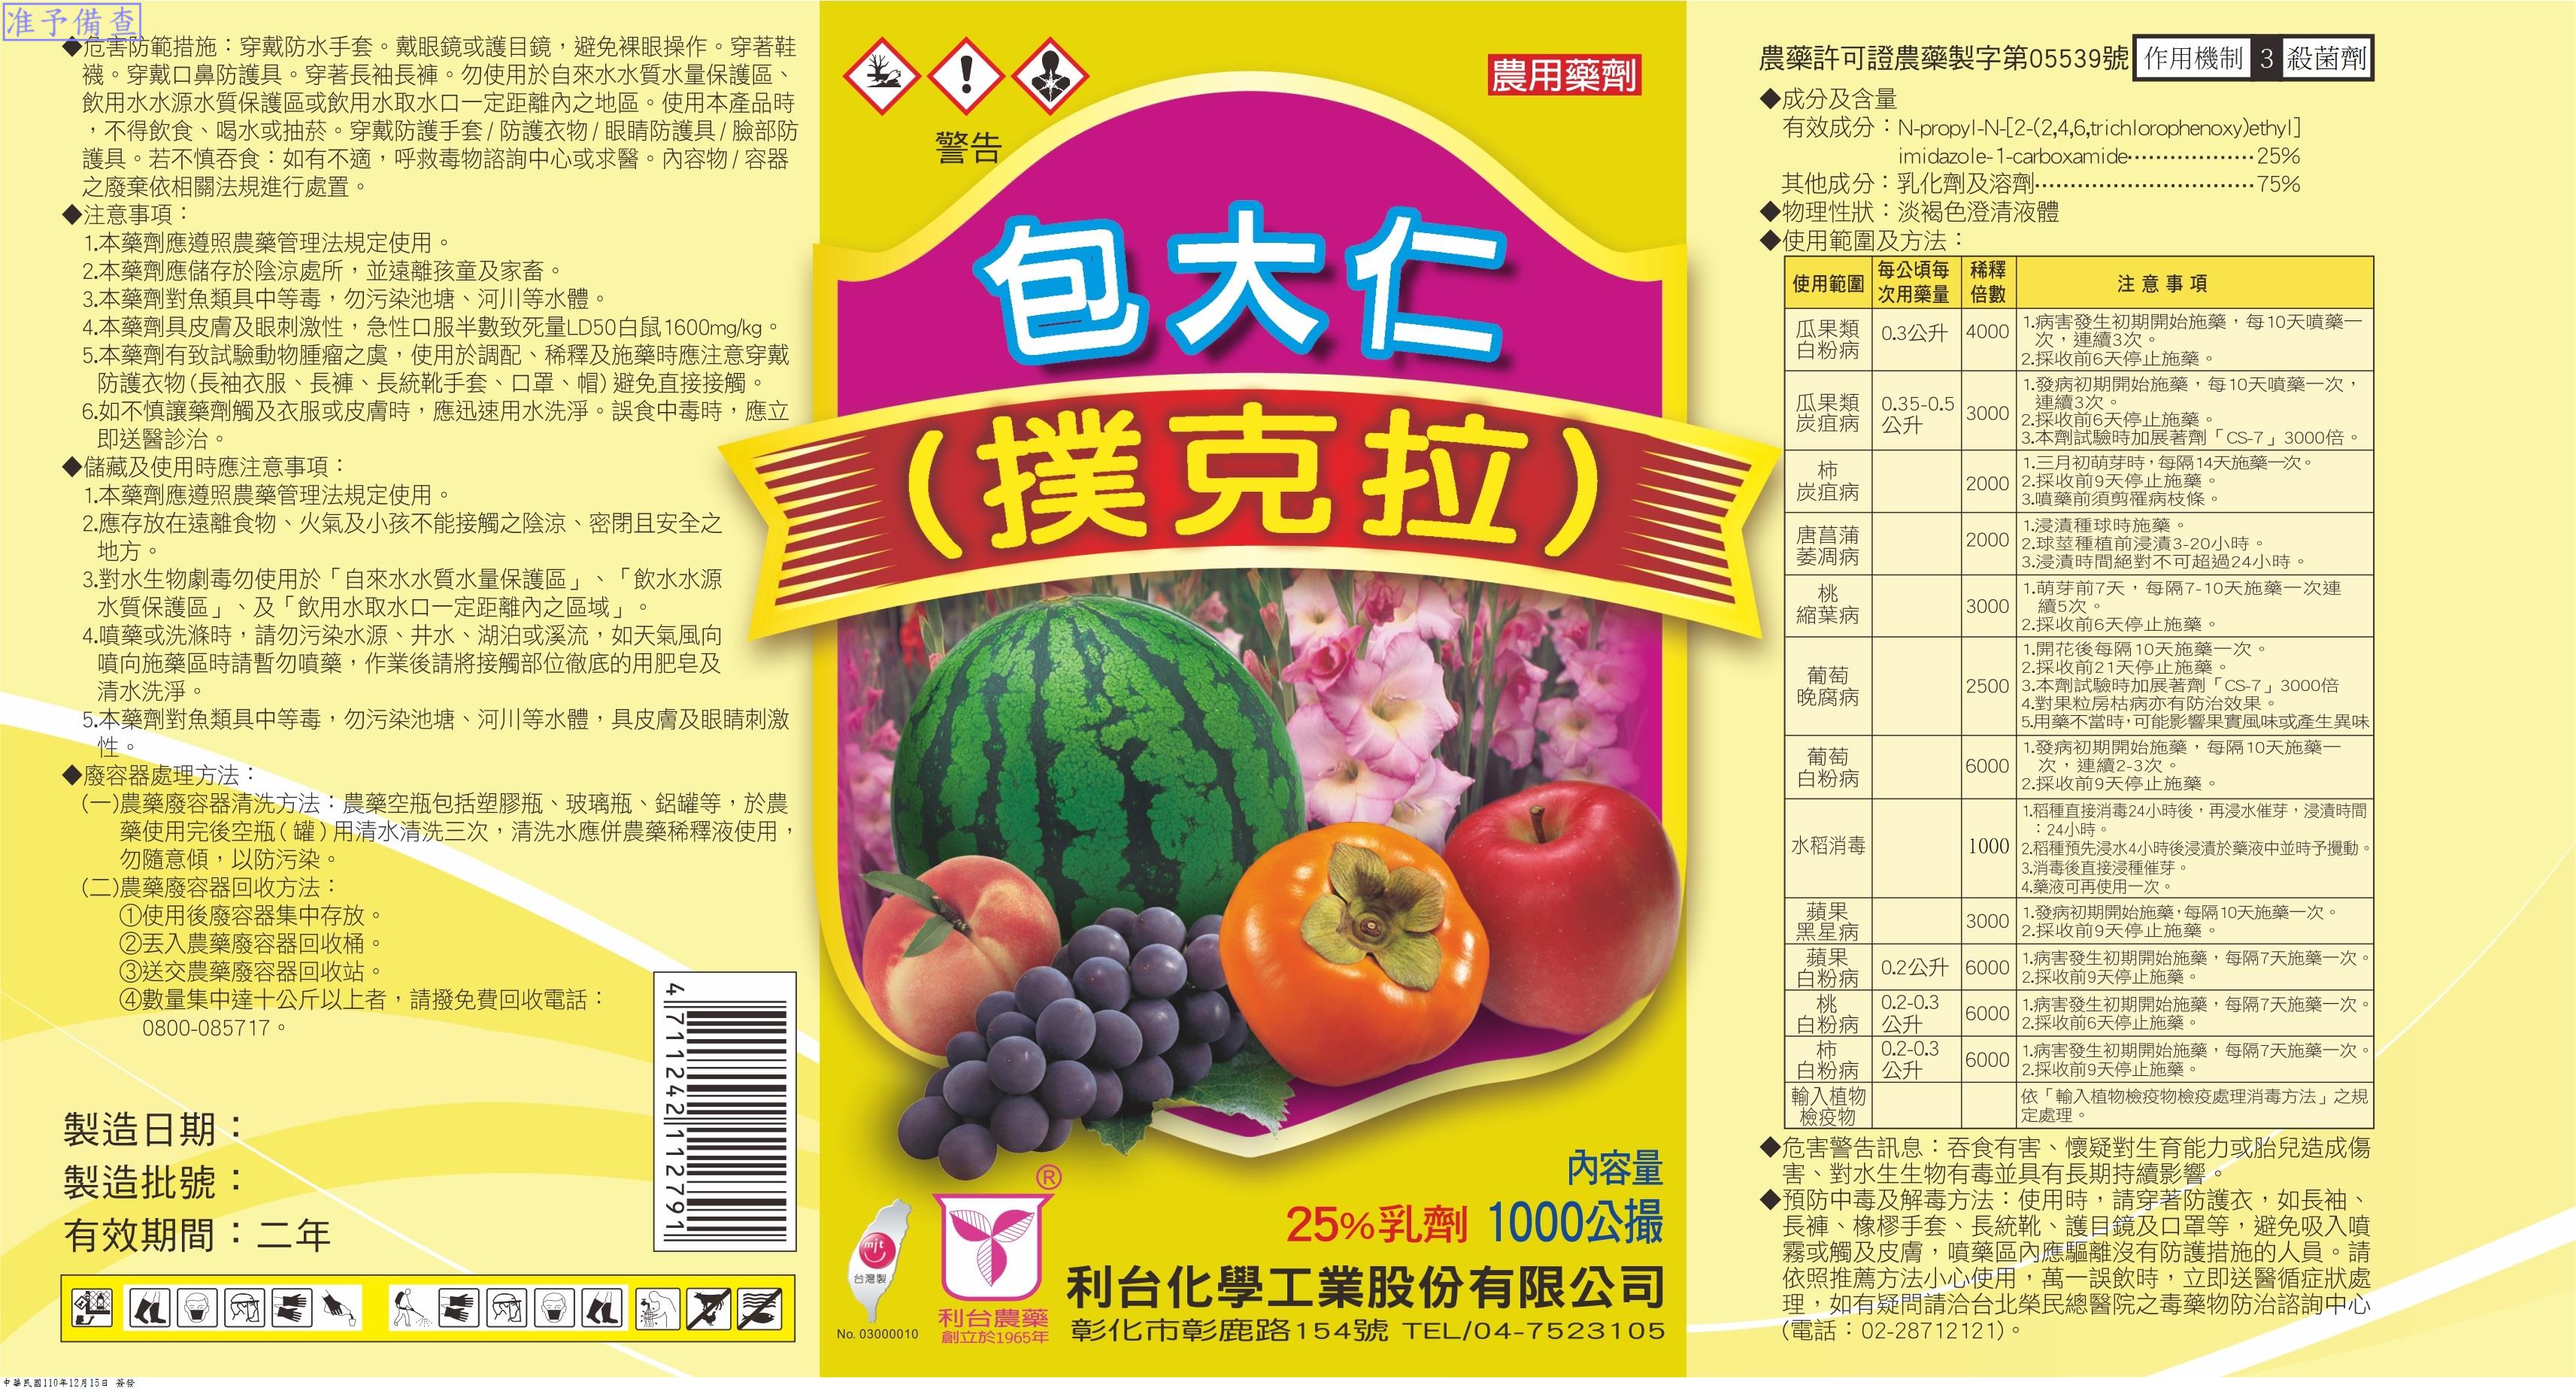 准予備查
◆危害防範措施：穿戴防水手套。戴眼鏡或護目鏡，避免裸眼操作。穿著鞋
襪。穿戴口鼻防護具。穿著長袖長褲。勿使用於自來水水質水量保護區、
飲用水水源水質保護區或飲用水取水口一定距離內之地區。使用本產品時
，不得飲食、喝水或抽菸。穿戴防護手套/防護衣物/眼睛防護具/臉部防
護具。若不慎吞食：如有不適，呼救毒物諮詢中心或求醫。內容物/容器
之廢棄依相關法規進行處置。
◆注意事項：
1.本藥劑應遵照農藥管理法規定使用。
2.本藥劑應儲存於陰涼處所，並遠離孩童及家畜。
3.本藥劑對魚類具中等毒，勿污染池塘、河川等水體。
4.本藥劑具皮膚及眼刺激性，急性口服半數致死量LD50白鼠1600mg/kg。
5.本藥劑有致試驗動物腫瘤之虞，使用於調配、稀釋及施藥時應注意穿戴
防護衣物(長袖衣服、長褲、長統靴手套、口罩、帽)避免直接接觸。
6.如不慎讓藥劑觸及衣服或皮膚時，應迅速用水洗淨。誤食中毒時，應立
即送醫診治。
◆儲藏及使用時應注意事項：
1.本藥劑應遵照農藥管理法規定使用。
2.應存放在遠離食物、火氣及小孩不能接觸之陰涼、密閉且安全之
地方。
3.對水生物劇毒勿使用於「自來水水質水量保護區」、「飲水水源
水質保護區」、及「飲用水取水口一定距離內之區域」。
4.噴藥或洗滌時，請勿污染水源、井水、湖泊或溪流，如天氣風向
噴向施藥區時請暫勿噴藥，作業後請將接觸部位徹底的用肥皂及
清水洗淨。
5.本藥劑對魚類具中等毒，勿污染池塘、河川等水體，具皮膚及眼睛刺激
性。
◆廢容器處理方法：
(一)農藥廢容器清洗方法：農藥空瓶包括塑膠瓶、玻璃瓶、鋁罐等，於農
藥使用完後空瓶(罐)用清水清洗三次，清洗水應併農藥稀釋液使用，
勿隨意傾，以防污染。
(二)農藥廢容器回收方法：
①使用後廢容器集中存放。
②丟入農藥廢容器回收桶。
③送交農藥廢容器回收站。
④數量集中達十公斤以上者，請撥免費回收電話：
0800-085717。
製造日期：
製造批號：
有效期間：二年
4 711242 112791
中華民國110年12月15日 簽發
警告
農用藥劑
包大仁
(撲克拉)
內容量
25%乳劑 1000公撮
®
mit
台灣製
No. 03000010
利台農藥
創立於1965年
利台化學工業股份有限公司
彰化市彰鹿路154號 TEL/04-7523105
農藥許可證農藥製字第05539號 作用機制 3 殺菌劑
◆成分及含量
有效成分：N-propyl-N-[2-(2,4,6,trichlorophenoxy)ethyl]
imidazole-1-carboxamide………………25%
其他成分：乳化劑及溶劑…………………………75%
◆物理性狀：淡褐色澄清液體
◆使用範圍及方法：
使用範圍 每公頃每次用藥量 稀釋倍數 注意事項
瓜果類白粉病 0.3公升 4000 1.病害發生初期開始施藥，每10天噴藥一
次，連續3次。
2.採收前6天停止施藥。
瓜果類炭疽病 0.35-0.5公升 3000 1.發病初期開始施藥，每10天噴藥一次，
連續3次。
2.採收前6天停止施藥。
3.本劑試驗時加展著劑「CS-7」3000倍。
柿炭疽病 2000 1.三月初萌芽時，每隔14天施藥一次。
2.採收前9天停止施藥。
3.噴藥前須剪罹病枝條。
唐菖蒲萎凋病 2000 1.浸漬種球時施藥。
2.球莖種植前浸漬3-20小時。
3.浸漬時間絕對不可超過24小時。
桃縮葉病 3000 1.萌芽前7天，每隔7-10天施藥一次連
續5次。
2.採收前6天停止施藥。
葡萄晚腐病 2500 1.開花後每隔10天施藥一次。
2.採收前21天停止施藥。
3.本劑試驗時加展著劑「CS-7」3000倍
4.對果粒房枯病亦有防治效果。
5.用藥不當時，可能影響果實風味或產生異味
葡萄白粉病 6000 1.發病初期開始施藥，每隔10天施藥一
次，連續2-3次。
2.採收前9天停止施藥。
水稻消毒 1000 1.稻種直接消毒24小時後，再浸水催芽，浸漬時間
：24小時。
2.稻種預先浸水4小時後浸漬於藥液中並時予攪動。
3.消毒後直接浸種催芽。
4.藥液可再使用一次。
蘋果黑星病 3000 1.發病初期開始施藥，每隔10天施藥一次。
2.採收前9天停止施藥。
蘋果白粉病 0.2公升 6000 1.病害發生初期開始施藥，每隔7天施藥一次。
2.採收前9天停止施藥。
桃白粉病 0.2-0.3公升 6000 1.病害發生初期開始施藥，每隔7天施藥一次。
2.採收前6天停止施藥。
柿白粉病 0.2-0.3公升 6000 1.病害發生初期開始施藥，每隔7天施藥一次。
2.採收前9天停止施藥。
輸入植物檢疫物 依「輸入植物檢疫物檢疫處理消毒方法」之規
定處理。
◆危害警告訊息：吞食有害、懷疑對生育能力或胎兒造成傷
害、對水生生物有毒並具有長期持續影響。
◆預防中毒及解毒方法：使用時，請穿著防護衣，如長袖、
長褲、橡膠手套、長統靴、護目鏡及口罩等，避免吸入噴
霧或觸及皮膚，噴藥區內應驅離沒有防護措施的人員。請
依照推薦方法小心使用，萬一誤飲時，立即送醫循症狀處
理，如有疑問請洽台北榮民總醫院之毒藥物防治諮詢中心
(電話：02-28712121)。